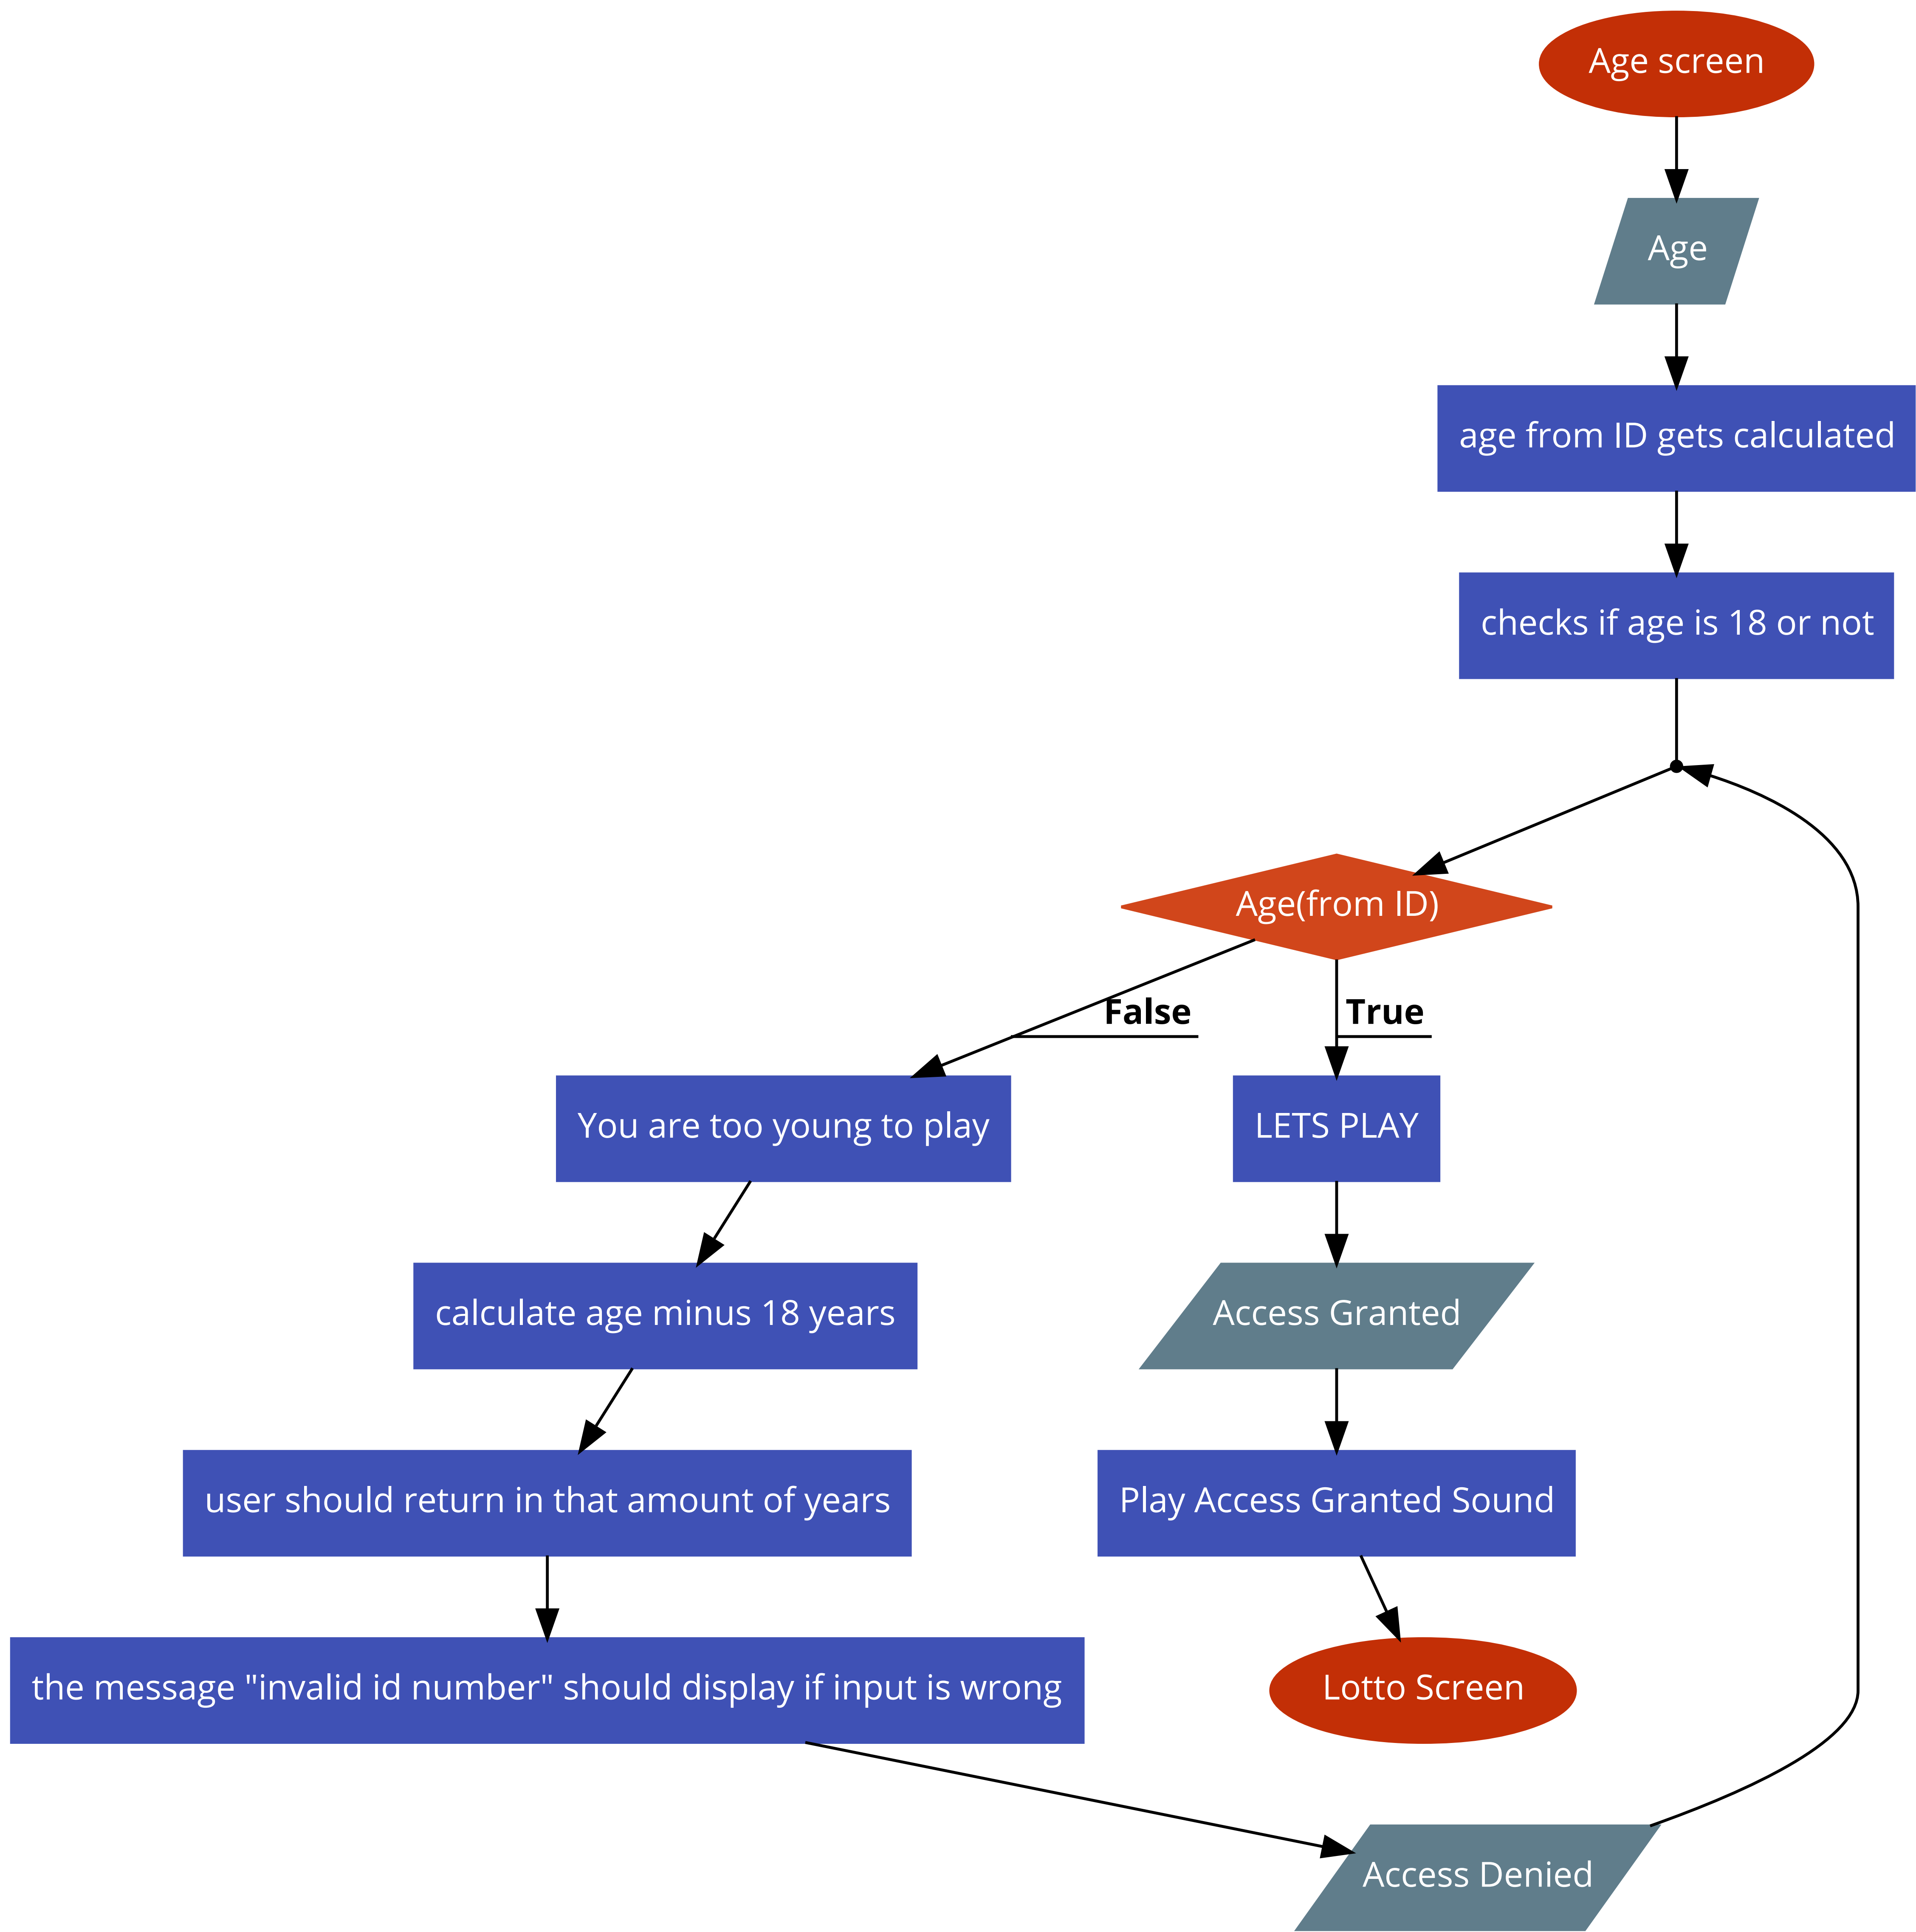 Age screen
Age
age from ID gets calculated
checks if age is 18 or not
Age(from ID)
False
True
You are too young to play
LETS PLAY
calculate age minus 18 years
Access Granted
user should return in that amount of years
Play Access Granted Sound
the message "invalid id number" should display if input is wrong
Lotto Screen
Access Denied